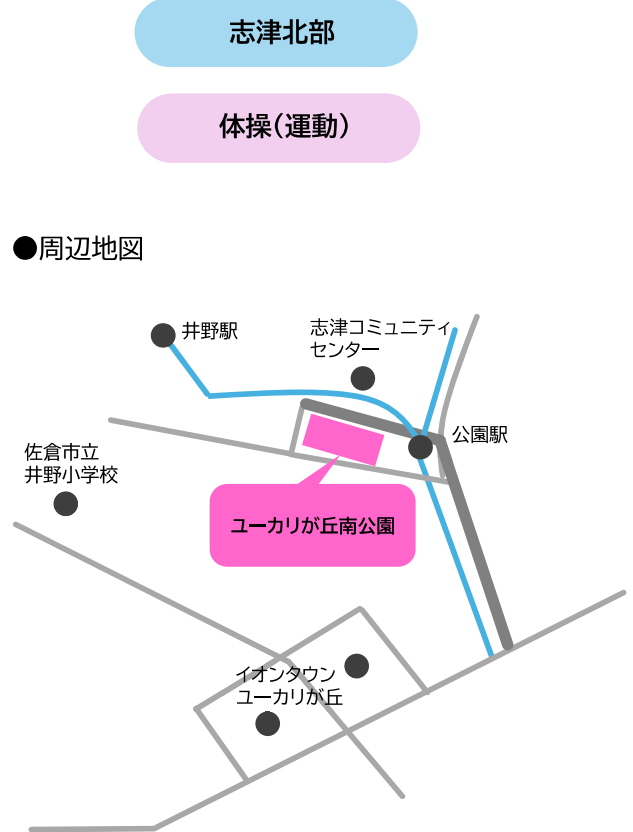 志津北部
体操（運動）
●周辺地図
井野駅
志津コミュニティ
センター
公園駅
佐倉市立
井野小学校
ユーカリが丘南公園
イオンタウン
ユーカリが丘